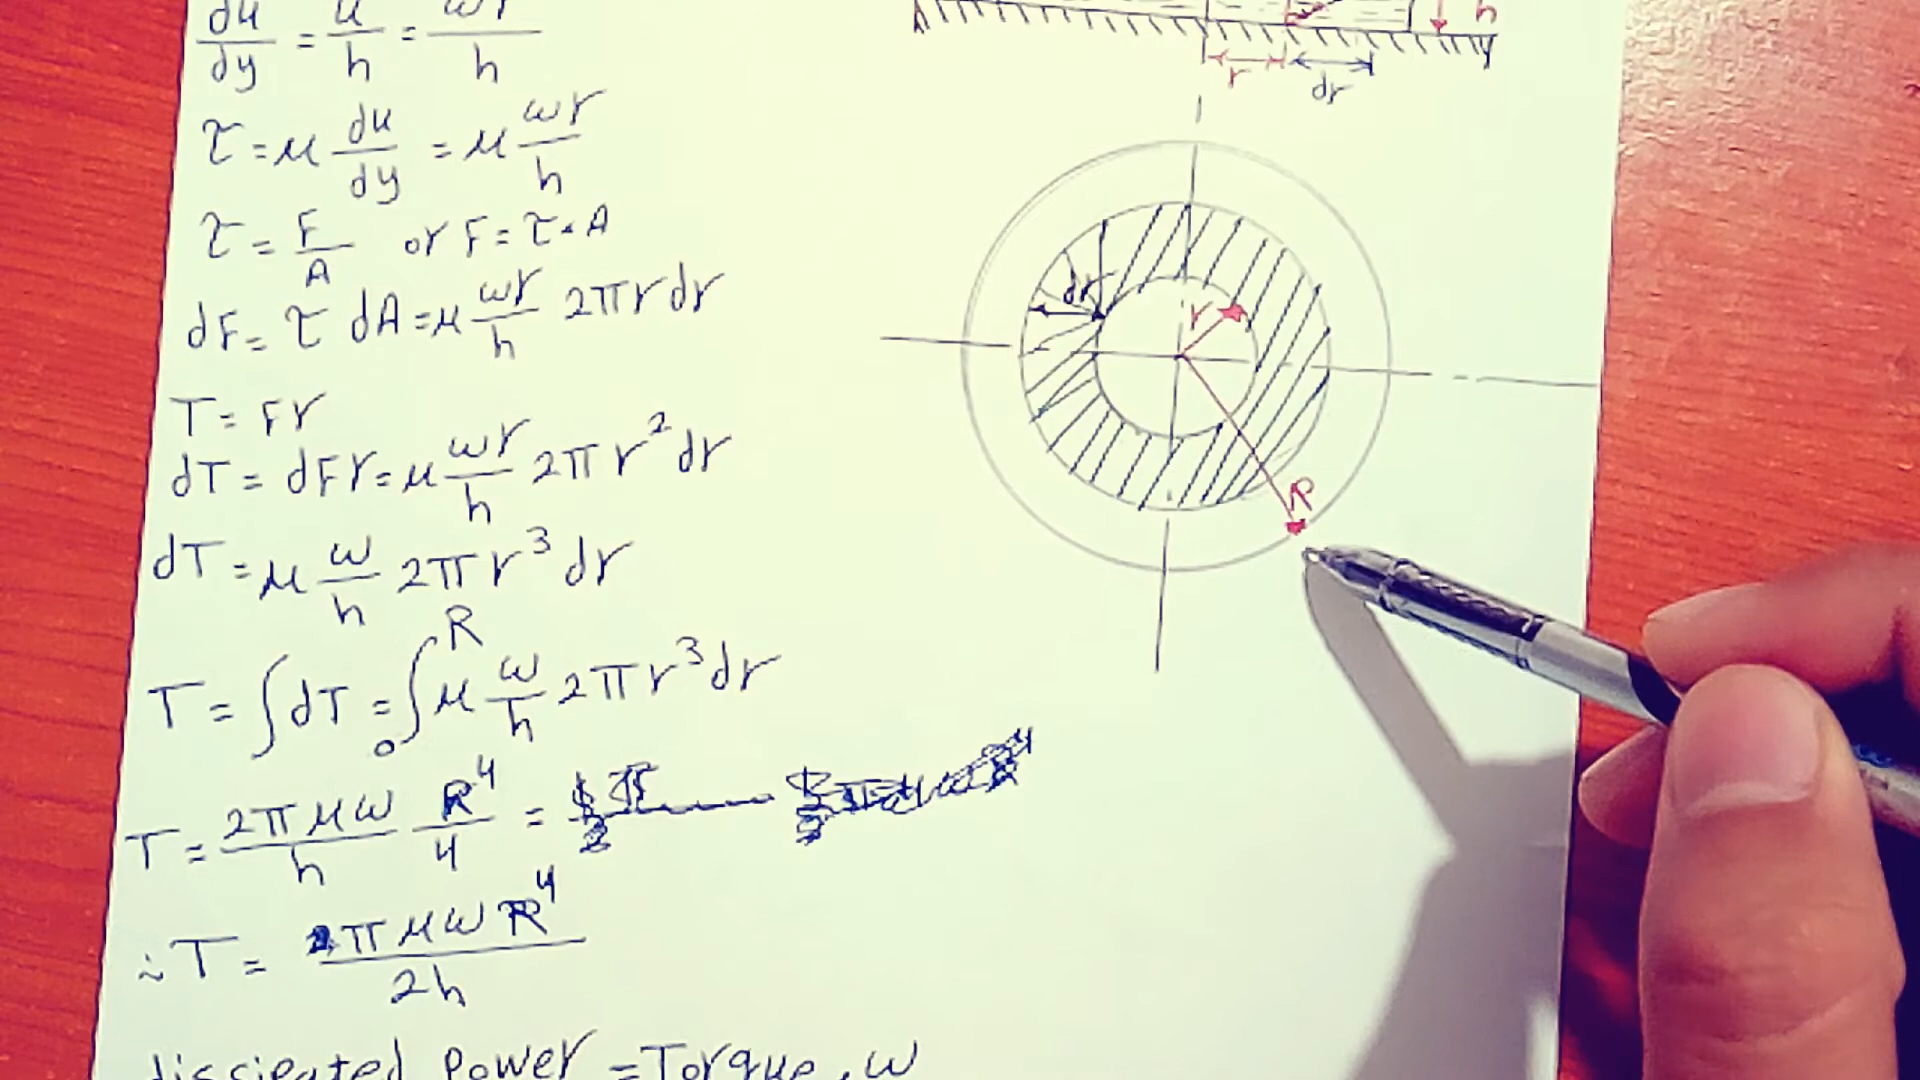 du/dy = u/h = ωr/h
τ = μ du/dy = μ ωr/h
τ = F/A or F = τ · A
dF = τ dA = μ ωr/h 2πr dr
T = Fr
dT = dFr = μ ωr/h 2πr² dr
dT = μ ω/h 2πr³ dr
T = ∫dT = ∫₀ᴿ μ ω/h 2πr³ dr
T = 2πμω/h R⁴/4 =
∴ T = πμωR⁴/2h
dissipated Power = Torque . ω
h
r
dr
dr
r
R